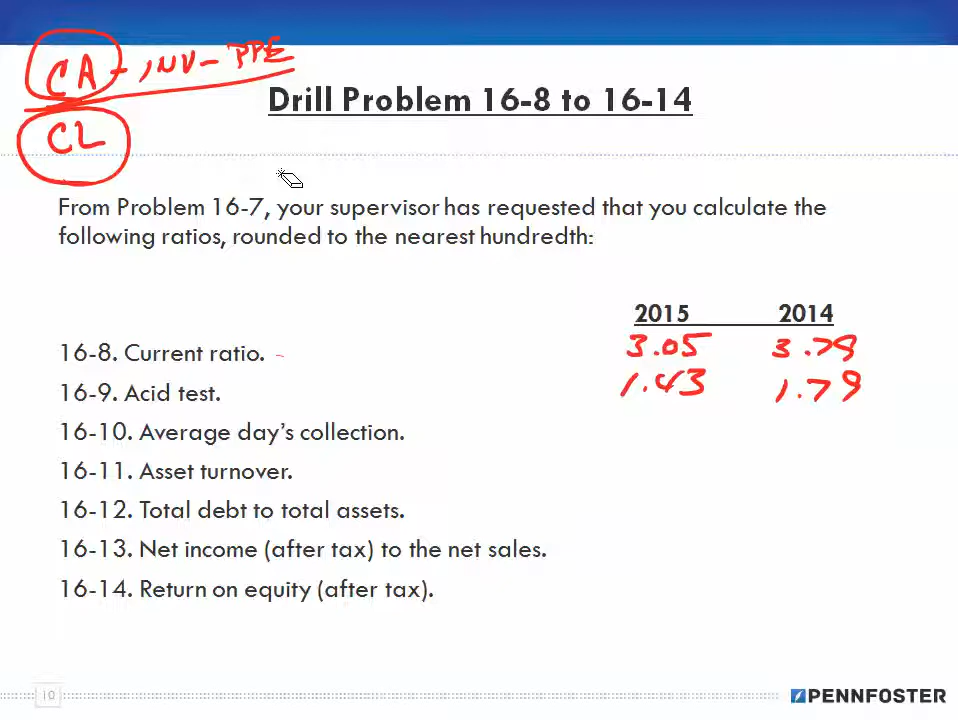 CA - INV - PPE
CL
Drill Problem 16-8 to 16-14
From Problem 16-7, your supervisor has requested that you calculate the
following ratios, rounded to the nearest hundredth:
2015 2014
16-8. Current ratio. - 3.05 3.79
16-9. Acid test. 1.43 1.79
16-10. Average day's collection.
16-11. Asset turnover.
16-12. Total debt to total assets.
16-13. Net income (after tax) to the net sales.
16-14. Return on equity (after tax).
10
PENNFOSTER